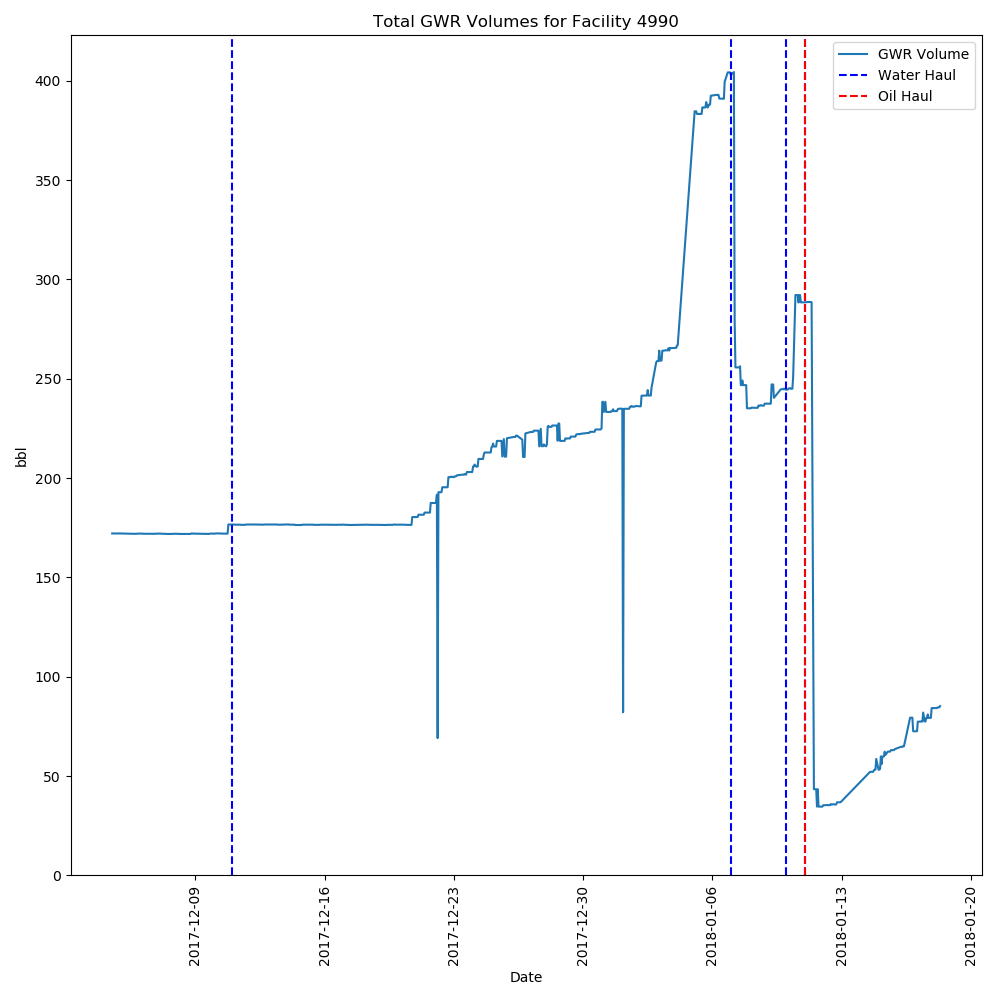 Total GWR Volumes for Facility 4990
GWR Volume
Water Haul
Oil Haul
400
350
300
250
200
150
100
50
0
bbl
2017-12-09
2017-12-16
2017-12-23
2017-12-30
2018-01-06
2018-01-13
2018-01-20
Date